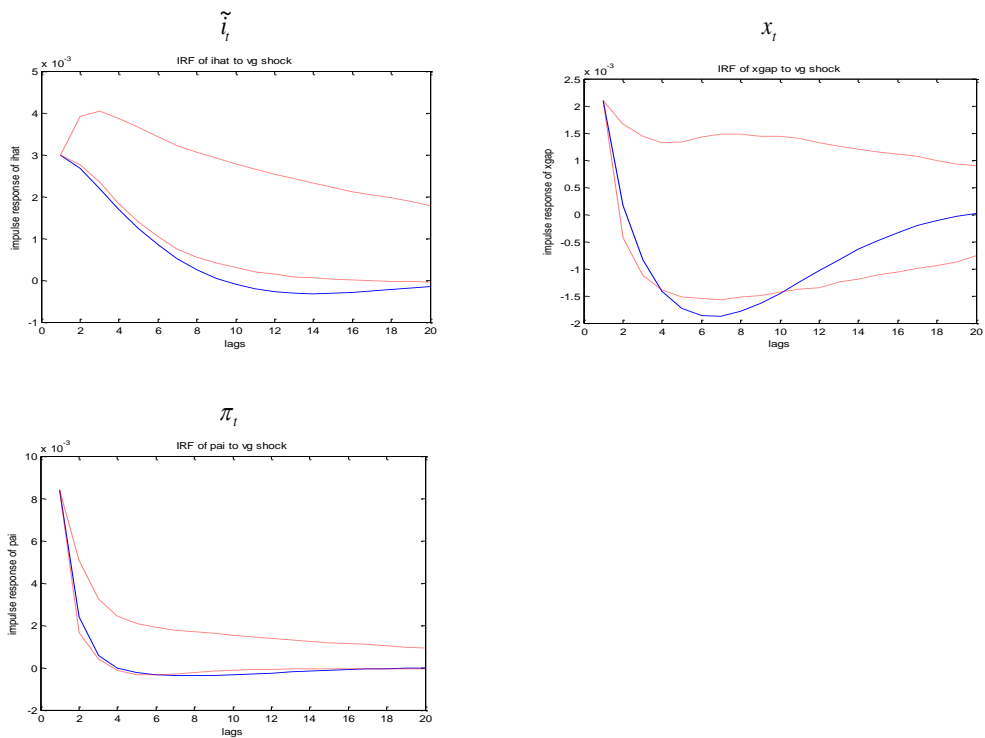 ĩₜ
xₜ
x 10⁻³
IRF of ihat to vg shock
5
4
3
2
1
0
-1
impulse response of ihat
0 2 4 6 8 10 12 14 16 18 20
lags
x 10⁻³
IRF of xgap to vg shock
2.5
2
1.5
1
0.5
0
-0.5
-1
-1.5
-2
impulse response of xgap
0 2 4 6 8 10 12 14 16 18 20
lags
πₜ
x 10⁻³
IRF of pai to vg shock
10
8
6
4
2
0
-2
impulse response of pai
0 2 4 6 8 10 12 14 16 18 20
lags